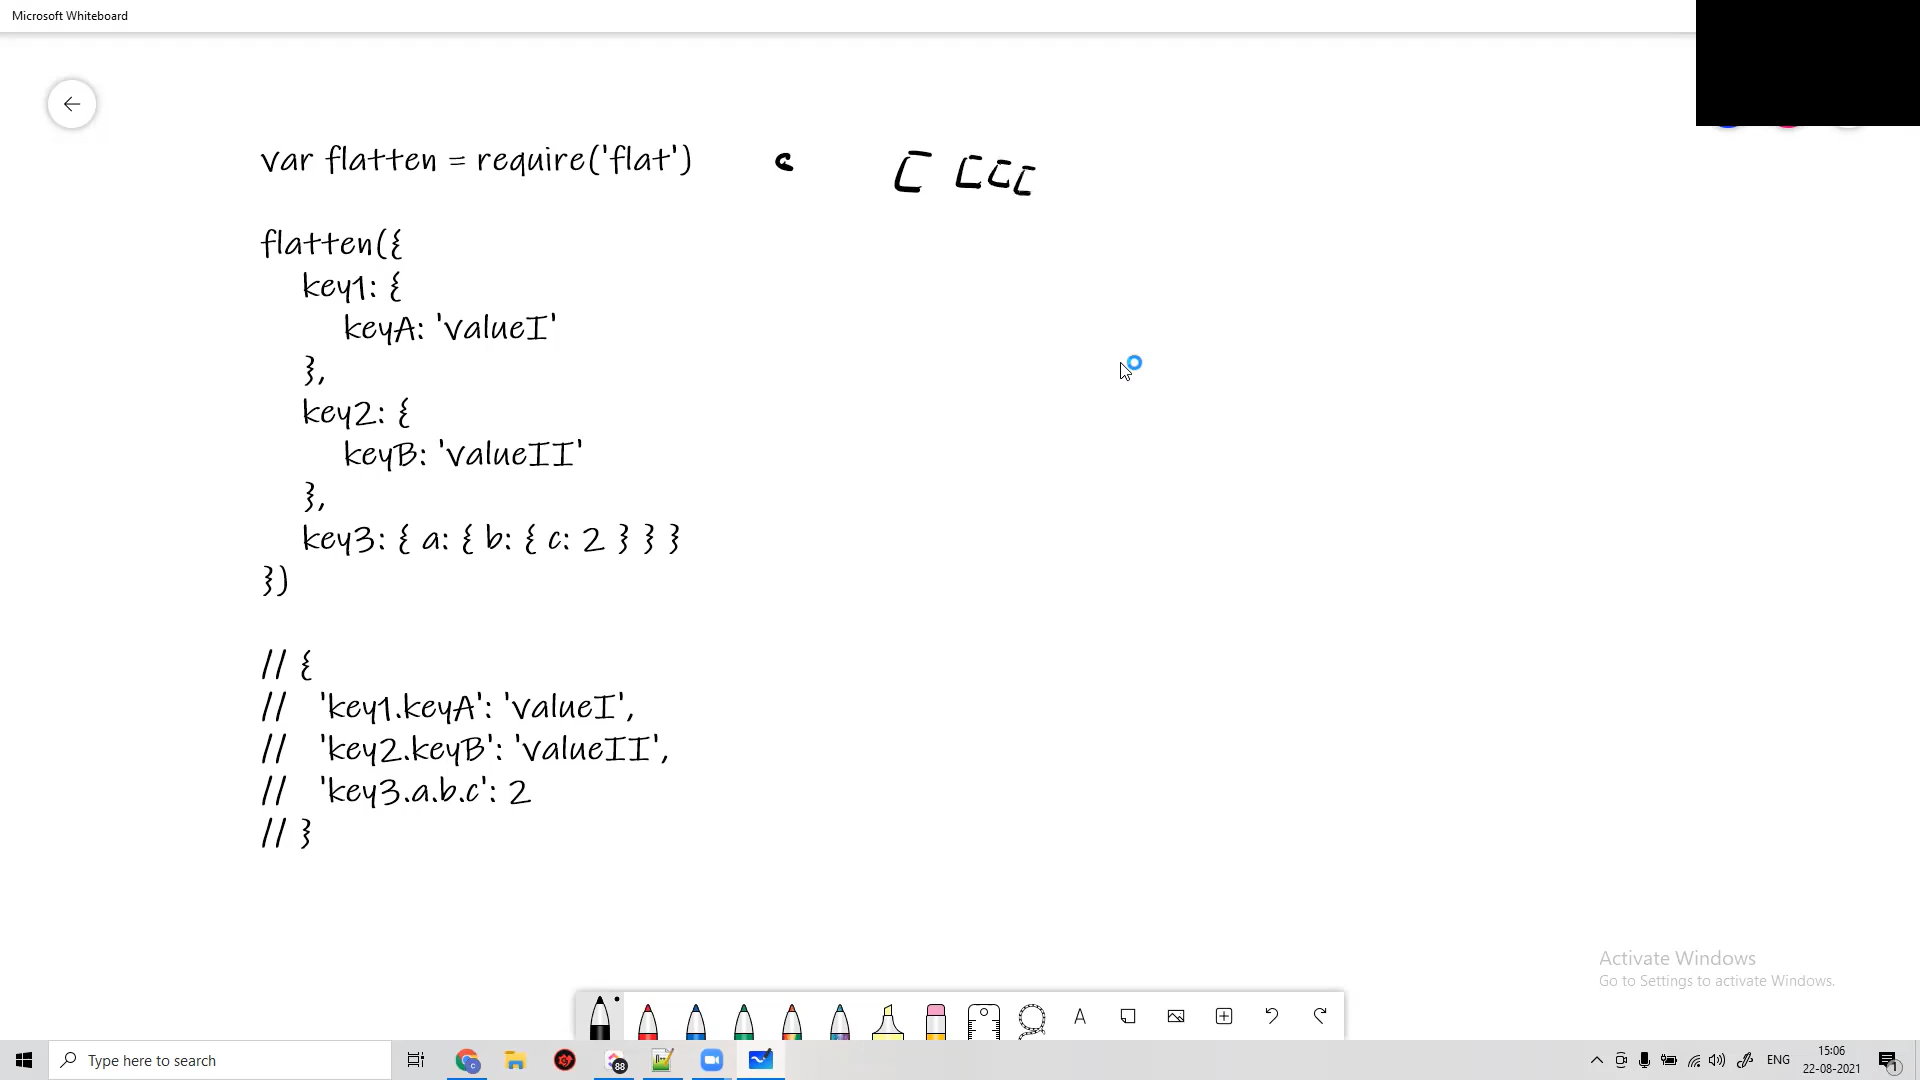 Microsoft Whiteboard
var flatten = require('flat')
[ [[[
flatten({
key1: {
keyA: 'valueI'
},
key2: {
keyB: 'valueII'
},
key3: { a: { b: { c: 2 } } }
})
// {
// 'key1.keyA': 'valueI',
// 'key2.keyB': 'valueII',
// 'key3.a.b.c': 2
// }
Activate Windows
Go to Settings to activate Windows.
A
Type here to search
88
ENG
15:06
22-08-2021
1